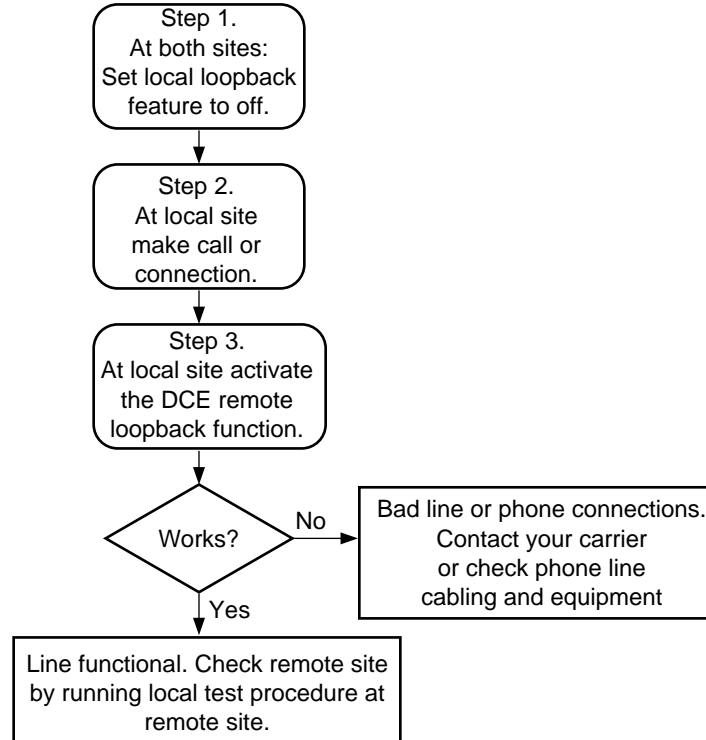 Step 1.
At both sites:
Set local loopback
feature to off.
Step 2.
At local site
make call or
connection.
Step 3.
At local site activate
the DCE remote
loopback function.
Works?
No
Bad line or phone connections.
Contact your carrier
or check phone line
cabling and equipment
Yes
Line functional. Check remote site
by running local test procedure at
remote site.